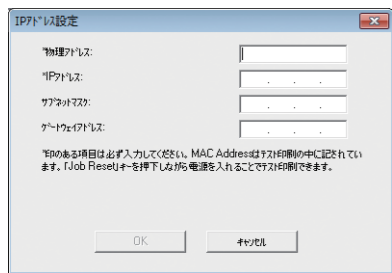 IPｱﾄﾞﾚｽ設定
*物理ｱﾄﾞﾚｽ:
*IPｱﾄﾞﾚｽ:
. . .
ｻﾌﾞﾈｯﾄﾏｽｸ:
. . .
ｹﾞｰﾄｳｪｲｱﾄﾞﾚｽ:
. . .
*印のある項目は必ず入力してください。MAC Addressはﾃｽﾄ印刷の中に記されてい
ます。「Job Reset」ｷｰを押下しながら電源を入れることでﾃｽﾄ印刷できます。
OK
ｷｬﾝｾﾙ